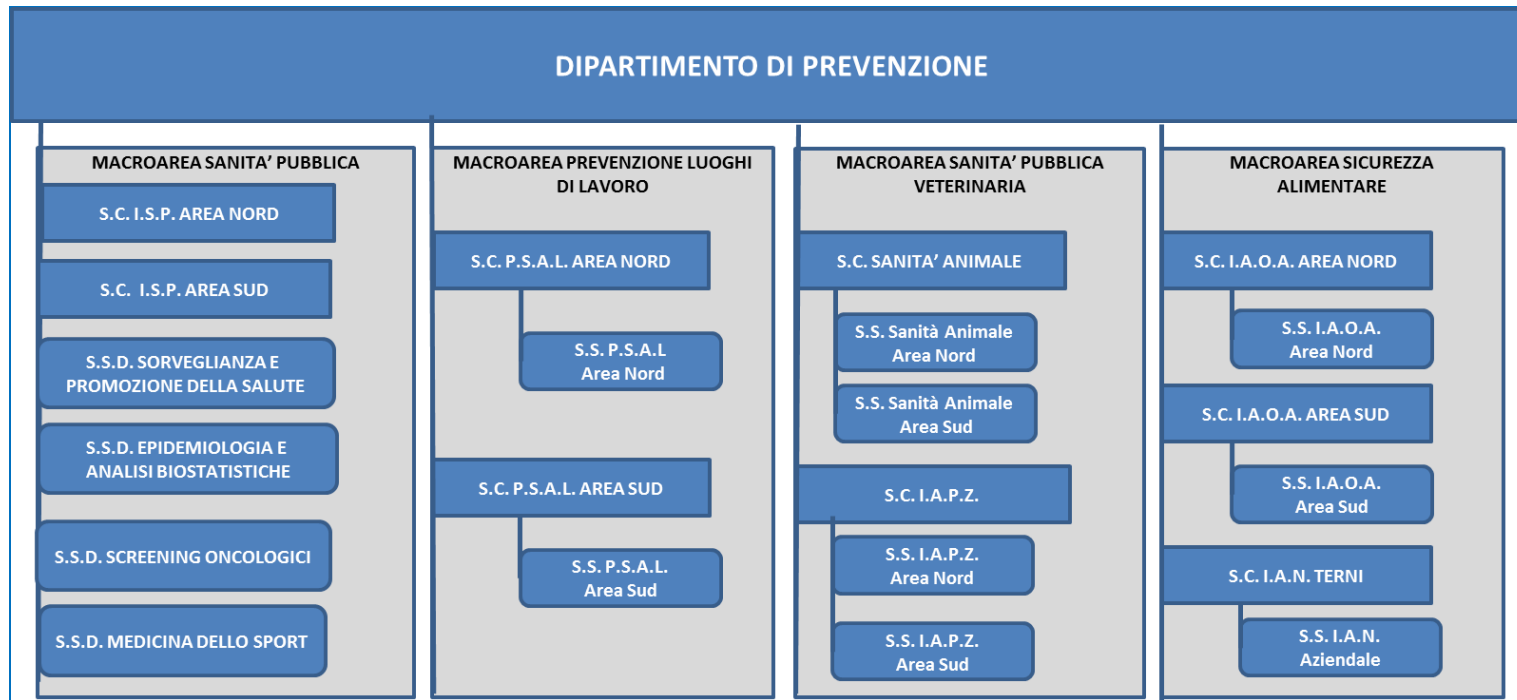 DIPARTIMENTO DI PREVENZIONE
MACROAREA SANITA' PUBBLICA
S.C. I.S.P. AREA NORD
S.C. I.S.P. AREA SUD
S.S.D. SORVEGLIANZA E
PROMOZIONE DELLA SALUTE
S.S.D. EPIDEMIOLOGIA E
ANALISI BIOSTATISTICHE
S.S.D. SCREENING ONCOLOGICI
S.S.D. MEDICINA DELLO SPORT
MACROAREA PREVENZIONE LUOGHI
DI LAVORO
S.C. P.S.A.L. AREA NORD
S.S. P.S.A.L
Area Nord
S.C. P.S.A.L. AREA SUD
S.S. P.S.A.L.
Area Sud
MACROAREA SANITA' PUBBLICA
VETERINARIA
S.C. SANITA' ANIMALE
S.S. Sanità Animale
Area Nord
S.S. Sanità Animale
Area Sud
S.C. I.A.P.Z.
S.S. I.A.P.Z.
Area Nord
S.S. I.A.P.Z.
Area Sud
MACROAREA SICUREZZA
ALIMENTARE
S.C. I.A.O.A. AREA NORD
S.S. I.A.O.A.
Area Nord
S.C. I.A.O.A. AREA SUD
S.S. I.A.O.A.
Area Sud
S.C. I.A.N. TERNI
S.S. I.A.N.
Aziendale